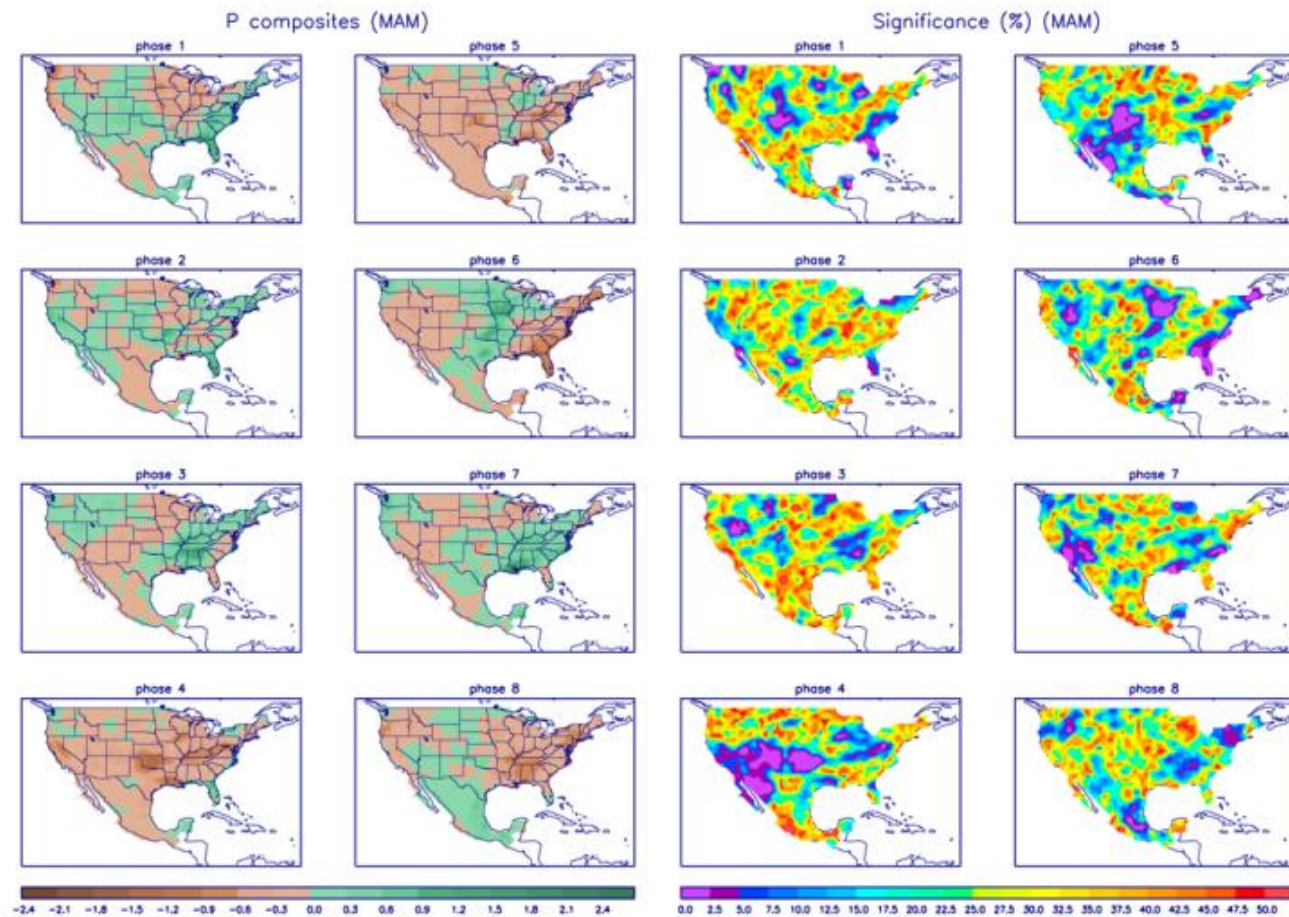 P composites (MAM)
Significance (%) (MAM)
phase 1
phase 5
phase 1
phase 5
phase 2
phase 6
phase 2
phase 6
phase 3
phase 7
phase 3
phase 7
phase 4
phase 8
phase 4
phase 8
-2.4 -2.1 -1.8 -1.5 -1.2 -0.9 -0.6 -0.3 0.0 0.3 0.6 0.9 1.2 1.5 1.8 2.1 2.4
0.0 2.5 5.0 7.5 10.0 12.5 15.0 17.5 20.0 22.5 25.0 27.5 30.0 32.5 35.0 37.5 40.0 42.5 45.0 47.5 50.0